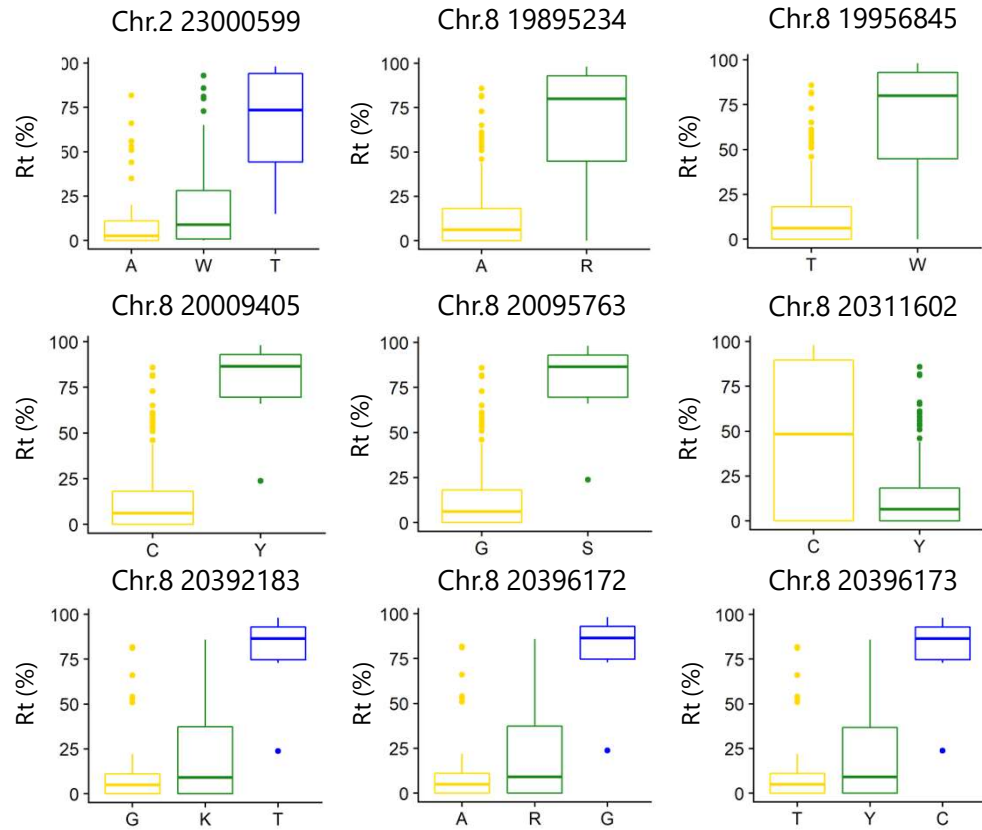 Chr.2 23000599
Rt (%)
00
75
50
25
0
A W T
Chr.8 19895234
Rt (%)
100
75
50
25
0
A R
Chr.8 19956845
Rt (%)
100
75
50
25
0
T W
Chr.8 20009405
Rt (%)
100
75
50
25
0
C Y
Chr.8 20095763
Rt (%)
100
75
50
25
0
G S
Chr.8 20311602
Rt (%)
100
75
50
25
0
C Y
Chr.8 20392183
Rt (%)
100
75
50
25
0
G K T
Chr.8 20396172
Rt (%)
100
75
50
25
0
A R G
Chr.8 20396173
Rt (%)
100
75
50
25
0
T Y C